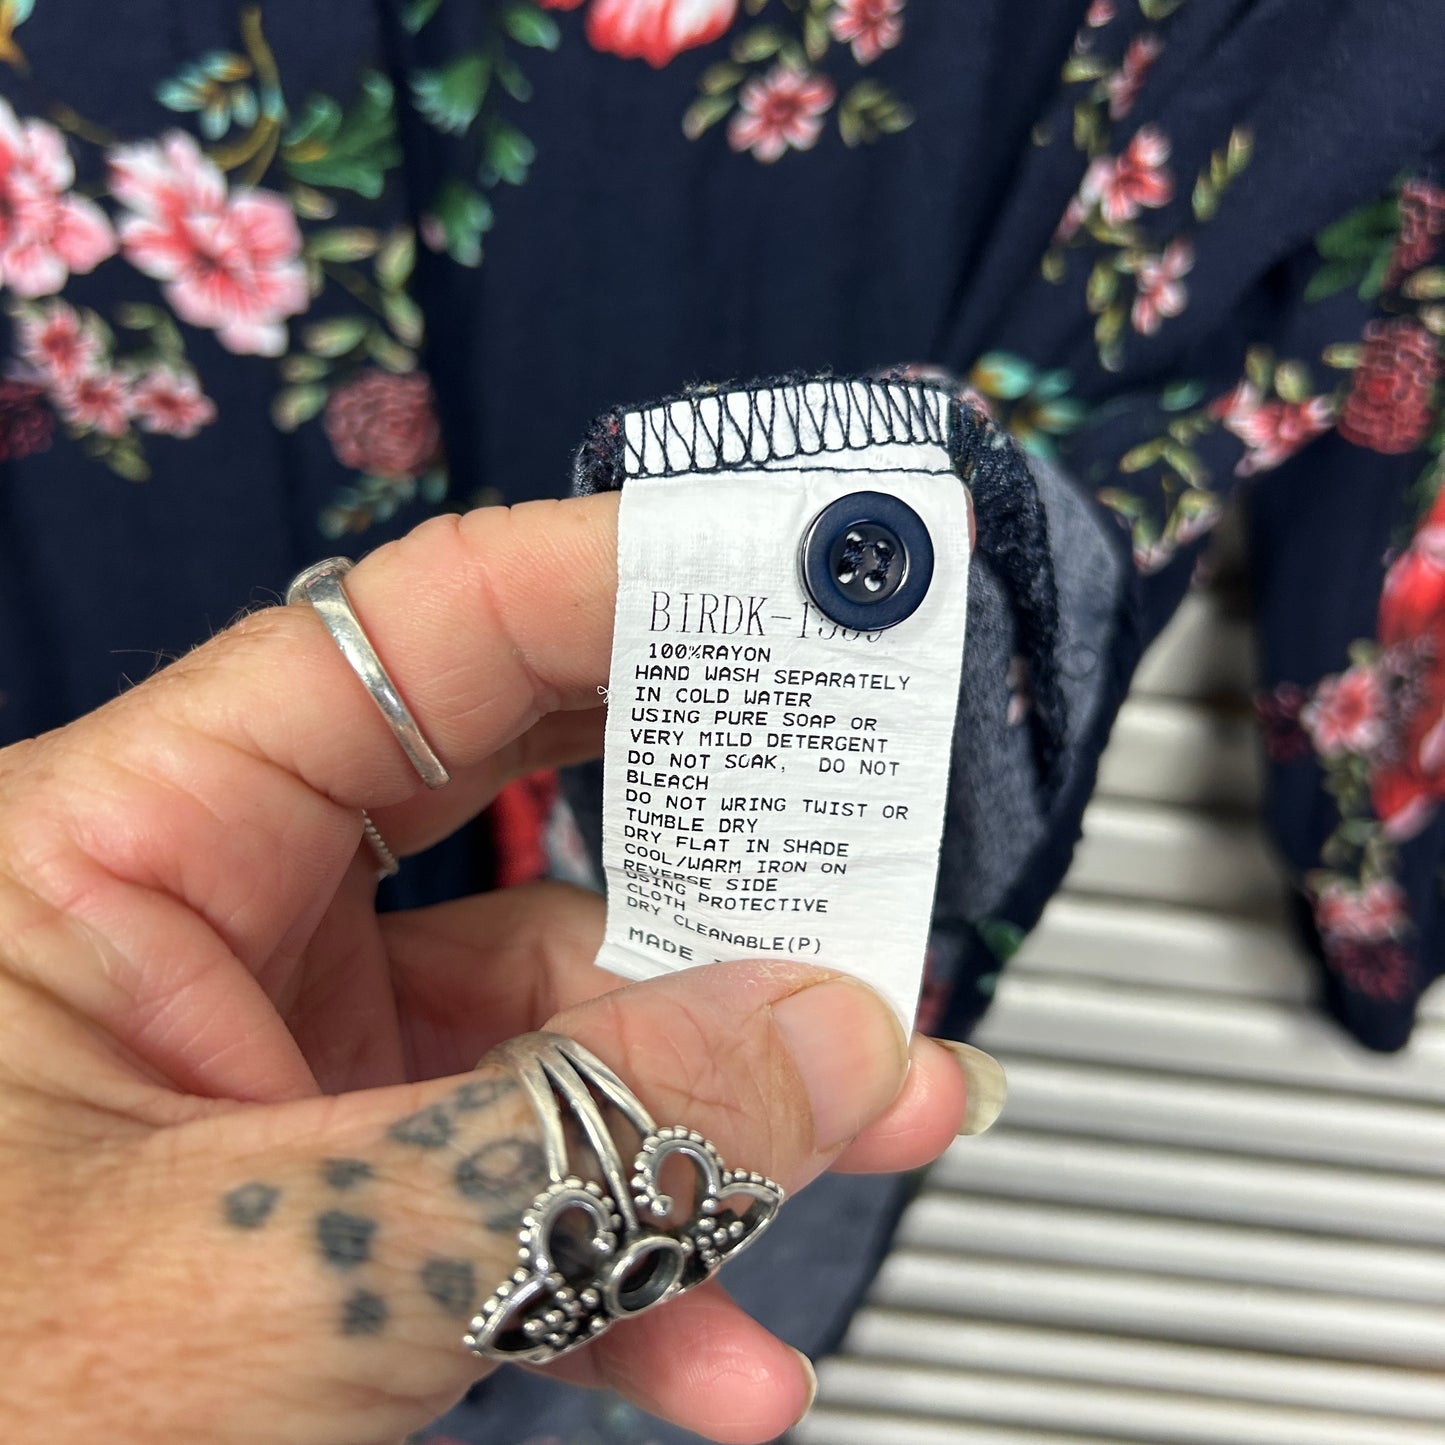 BIRDK-1
100%RAYON
HAND WASH SEPARATELY
IN COLD WATER
USING PURE SOAP OR
VERY MILD DETERGENT
DO NOT SOAK, DO NOT
BLEACH
DO NOT WRING TWIST OR
TUMBLE DRY
DRY FLAT IN SHADE
COOL/WARM IRON ON
REVERSE SIDE
USING PROTECTIVE
CLOTH
DRY CLEANABLE(P)
MADE